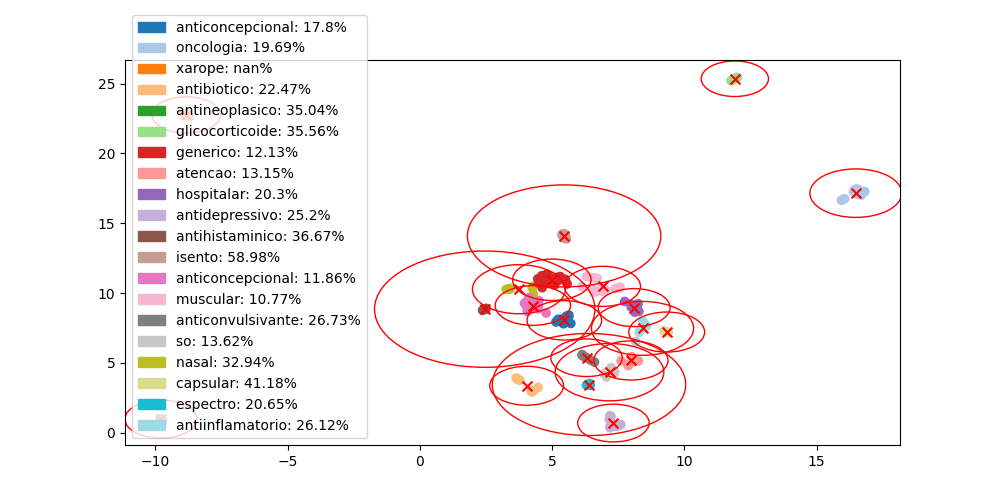 anticoncepcional: 17.8%
oncologia: 19.69%
xarope: nan%
antibiotico: 22.47%
antineoplasico: 35.04%
glicocorticoide: 35.56%
generico: 12.13%
atencao: 13.15%
hospitalar: 20.3%
antidepressivo: 25.2%
antihistaminico: 36.67%
isento: 58.98%
anticoncepcional: 11.86%
muscular: 10.77%
anticonvulsivante: 26.73%
so: 13.62%
nasal: 32.94%
capsular: 41.18%
espectro: 20.65%
antiinflamatorio: 26.12%
25
20
15
10
5
0
−10 −5 0 5 10 15